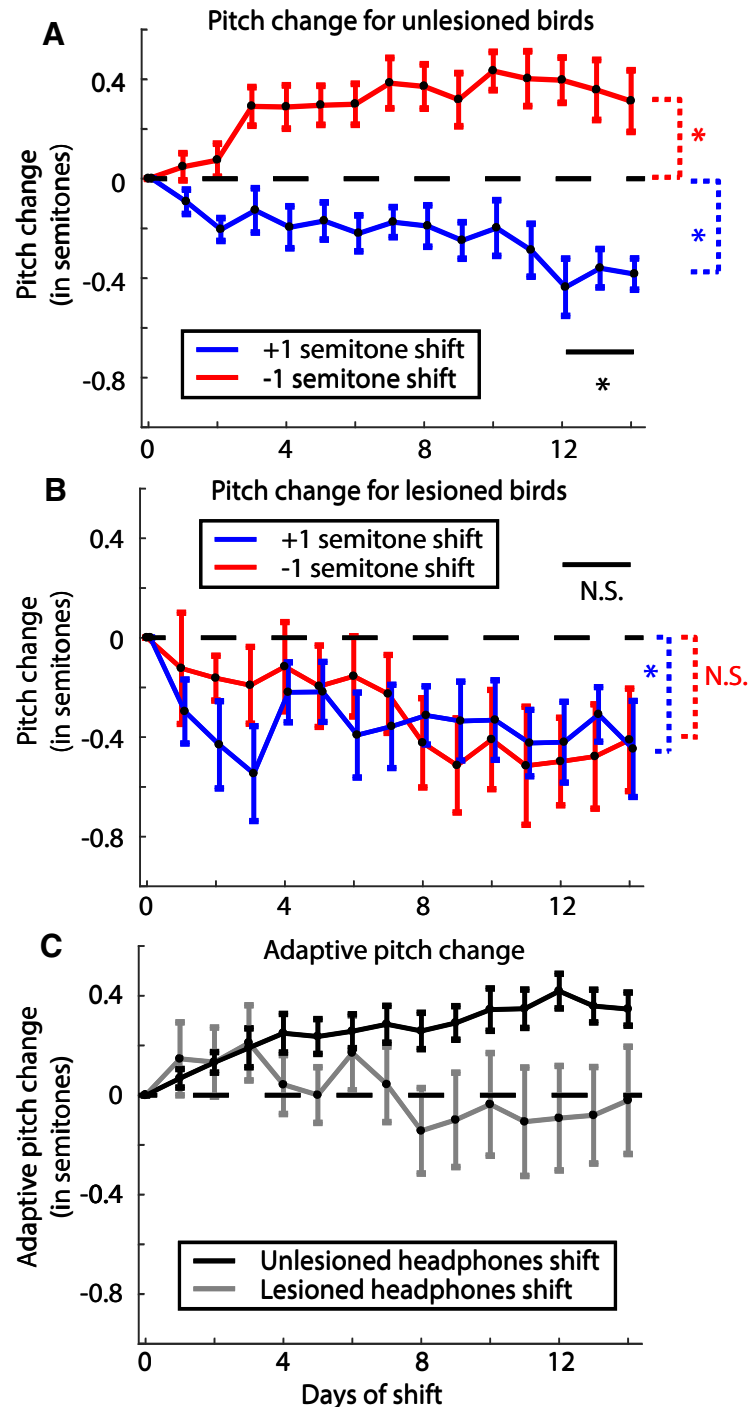 A
Pitch change for unlesioned birds
Pitch change
(in semitones)
0.4
0
-0.4
-0.8
*
*
+1 semitone shift
-1 semitone shift
*
0
4
8
12
B
Pitch change for lesioned birds
+1 semitone shift
-1 semitone shift
Pitch change
(in semitones)
0.4
0
-0.4
-0.8
N.S.
*
N.S.
0
4
8
12
C
Adaptive pitch change
Adaptive pitch change
(in semitones)
0.4
0
-0.4
-0.8
Unlesioned headphones shift
Lesioned headphones shift
0
4
8
12
Days of shift